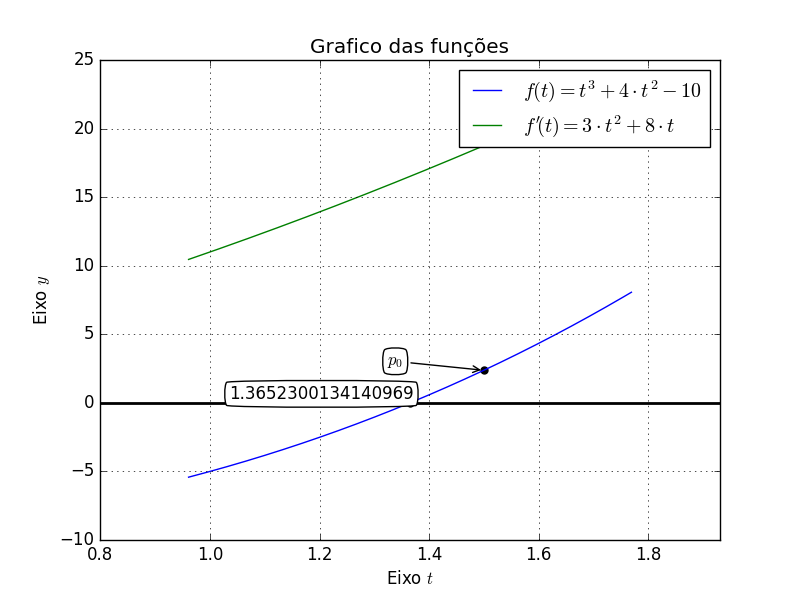 Grafico das funções
25
20
15
10
5
0
−5
−10
Eixo y
f(t) = t³ + 4 · t² − 10
f′(t) = 3 · t² + 8 · t
p₀
1.3652300134140969
0.8 1.0 1.2 1.4 1.6 1.8
Eixo t